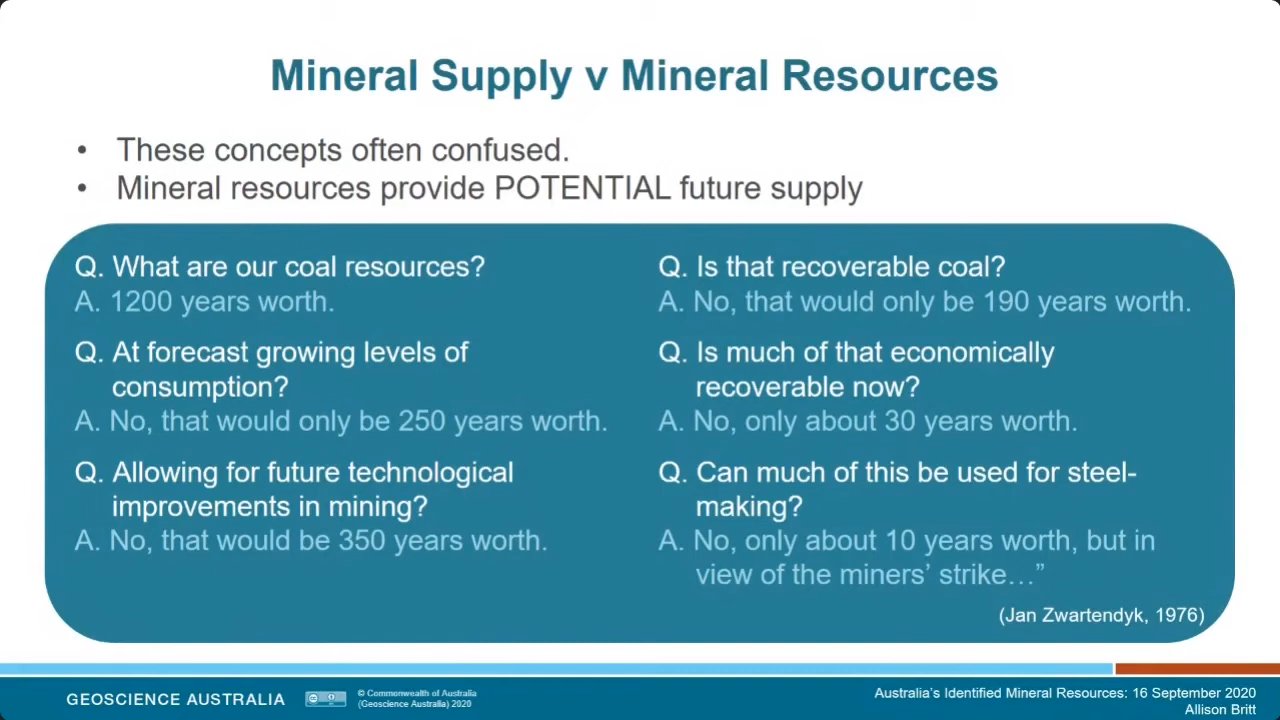 Mineral Supply v Mineral Resources
• These concepts often confused.
• Mineral resources provide POTENTIAL future supply
Q. What are our coal resources?
A. 1200 years worth.
Q. At forecast growing levels of
consumption?
A. No, that would only be 250 years worth.
Q. Allowing for future technological
improvements in mining?
A. No, that would be 350 years worth.
Q. Is that recoverable coal?
A. No, that would only be 190 years worth.
Q. Is much of that economically
recoverable now?
A. No, only about 30 years worth.
Q. Can much of this be used for steel-
making?
A. No, only about 10 years worth, but in
view of the miners’ strike…”
(Jan Zwartendyk, 1976)
GEOSCIENCE AUSTRALIA
© Commonwealth of Australia
(Geoscience Australia) 2020
Australia’s Identified Mineral Resources: 16 September 2020
Allison Britt